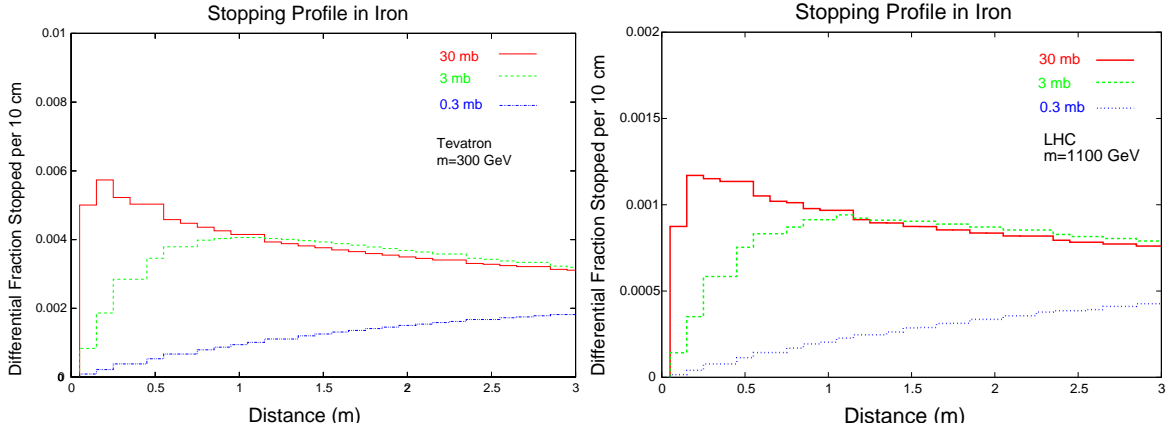 Stopping Profile in Iron
Differential Fraction Stopped per 10 cm
0.01
0.008
0.006
0.004
0.002
0
30 mb
3 mb
0.3 mb
Tevatron
m=300 GeV
0 0.5 1 1.5 2 2.5 3
Distance (m)
Stopping Profile in Iron
Differential Fraction Stopped per 10 cm
0.002
0.0015
0.001
0.0005
0
30 mb
3 mb
0.3 mb
LHC
m=1100 GeV
0 0.5 1 1.5 2 2.5 3
Distance (m)